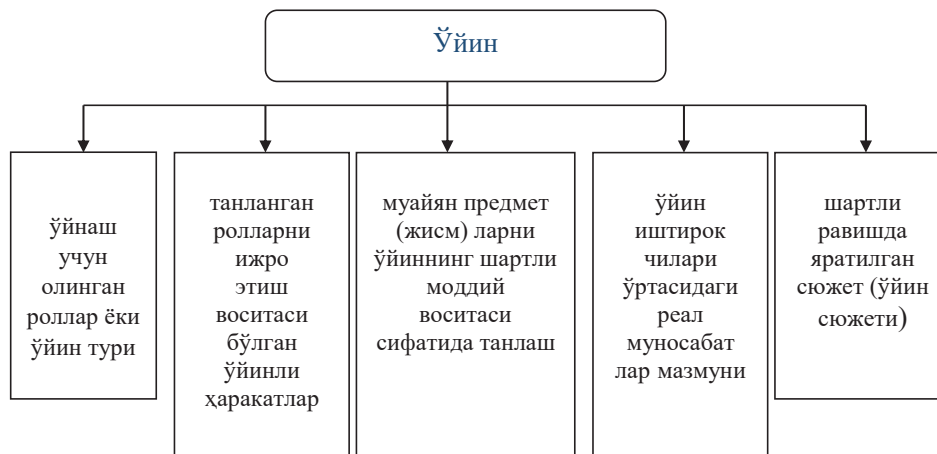 Ўйин
ўйнаш
учун
олинган
роллар ёки
ўйин тури
танланган
ролларни
ижро
этиш
воситаси
бўлган
ўйинли
ҳаракатлар
муайян предмет
(жисм) ларни
ўйиннинг шартли
моддий
воситаси
сифатида танлаш
ўйин
иштирок
чилари
ўртасидаги
реал
муносабат
лар мазмуни
шартли
равишда
яратилган
сюжет (ўйин
сюжети)